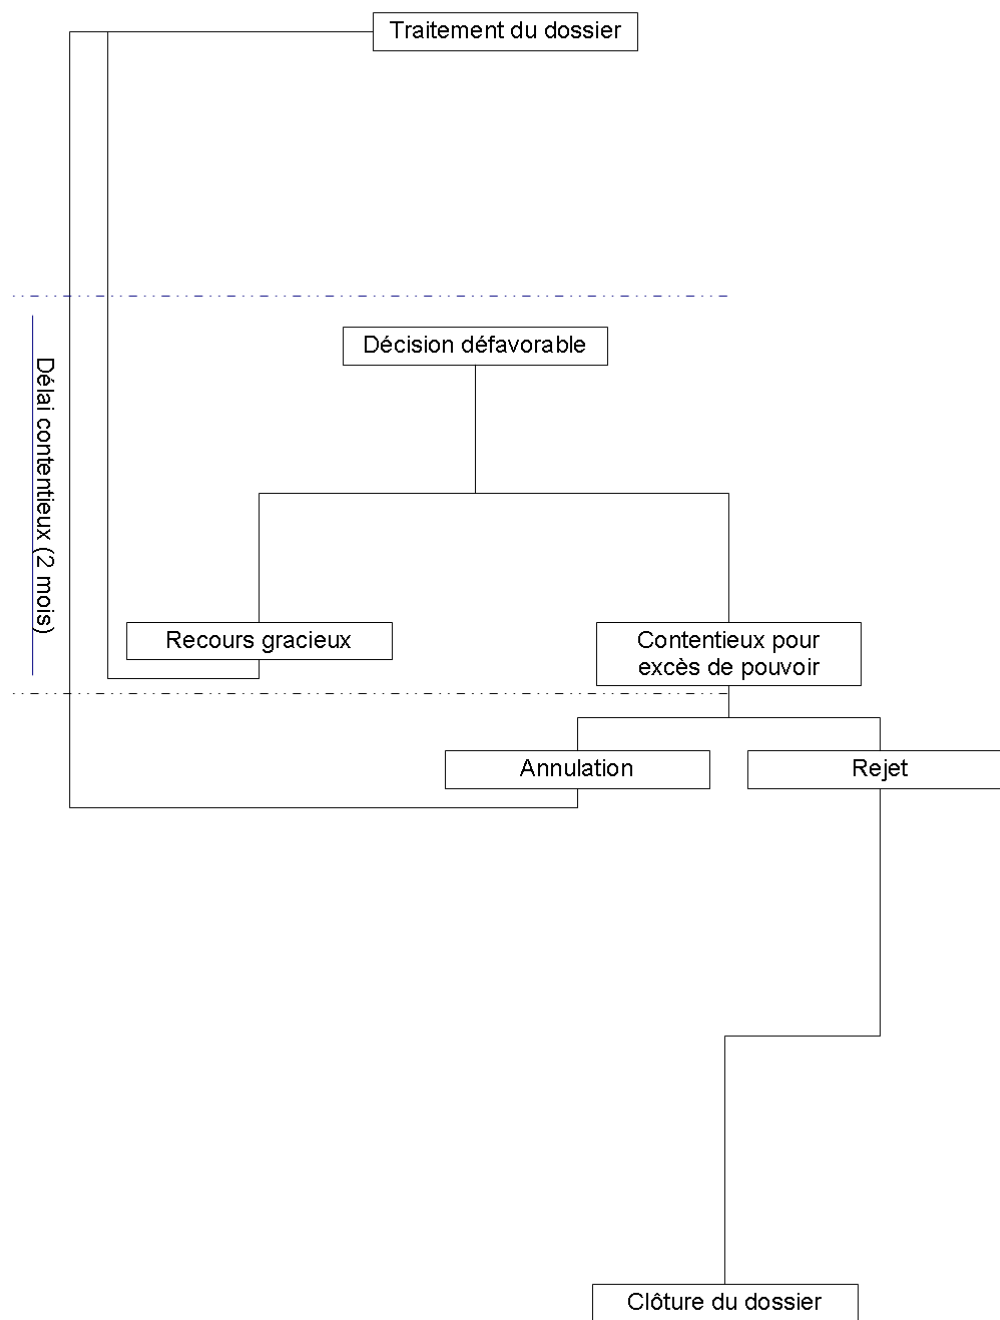 Traitement du dossier
Décision défavorable
Délai contentieux (2 mois)
Recours gracieux
Contentieux pour
excès de pouvoir
Annulation
Rejet
Clôture du dossier